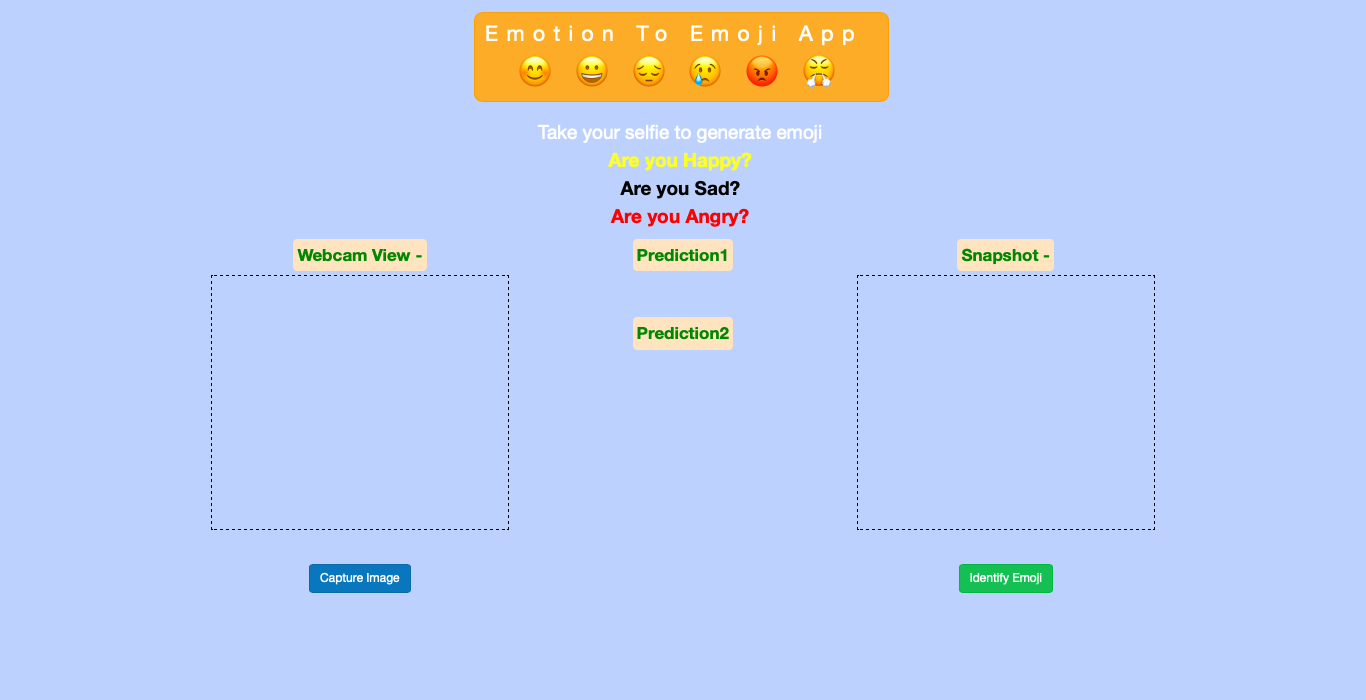 Emotion To Emoji App
😊 😀 😔 😢 😡 😤
Take your selfie to generate emoji
Are you Happy?
Are you Sad?
Are you Angry?
Webcam View -
Prediction1
Snapshot -
Prediction2
Capture Image
Identify Emoji